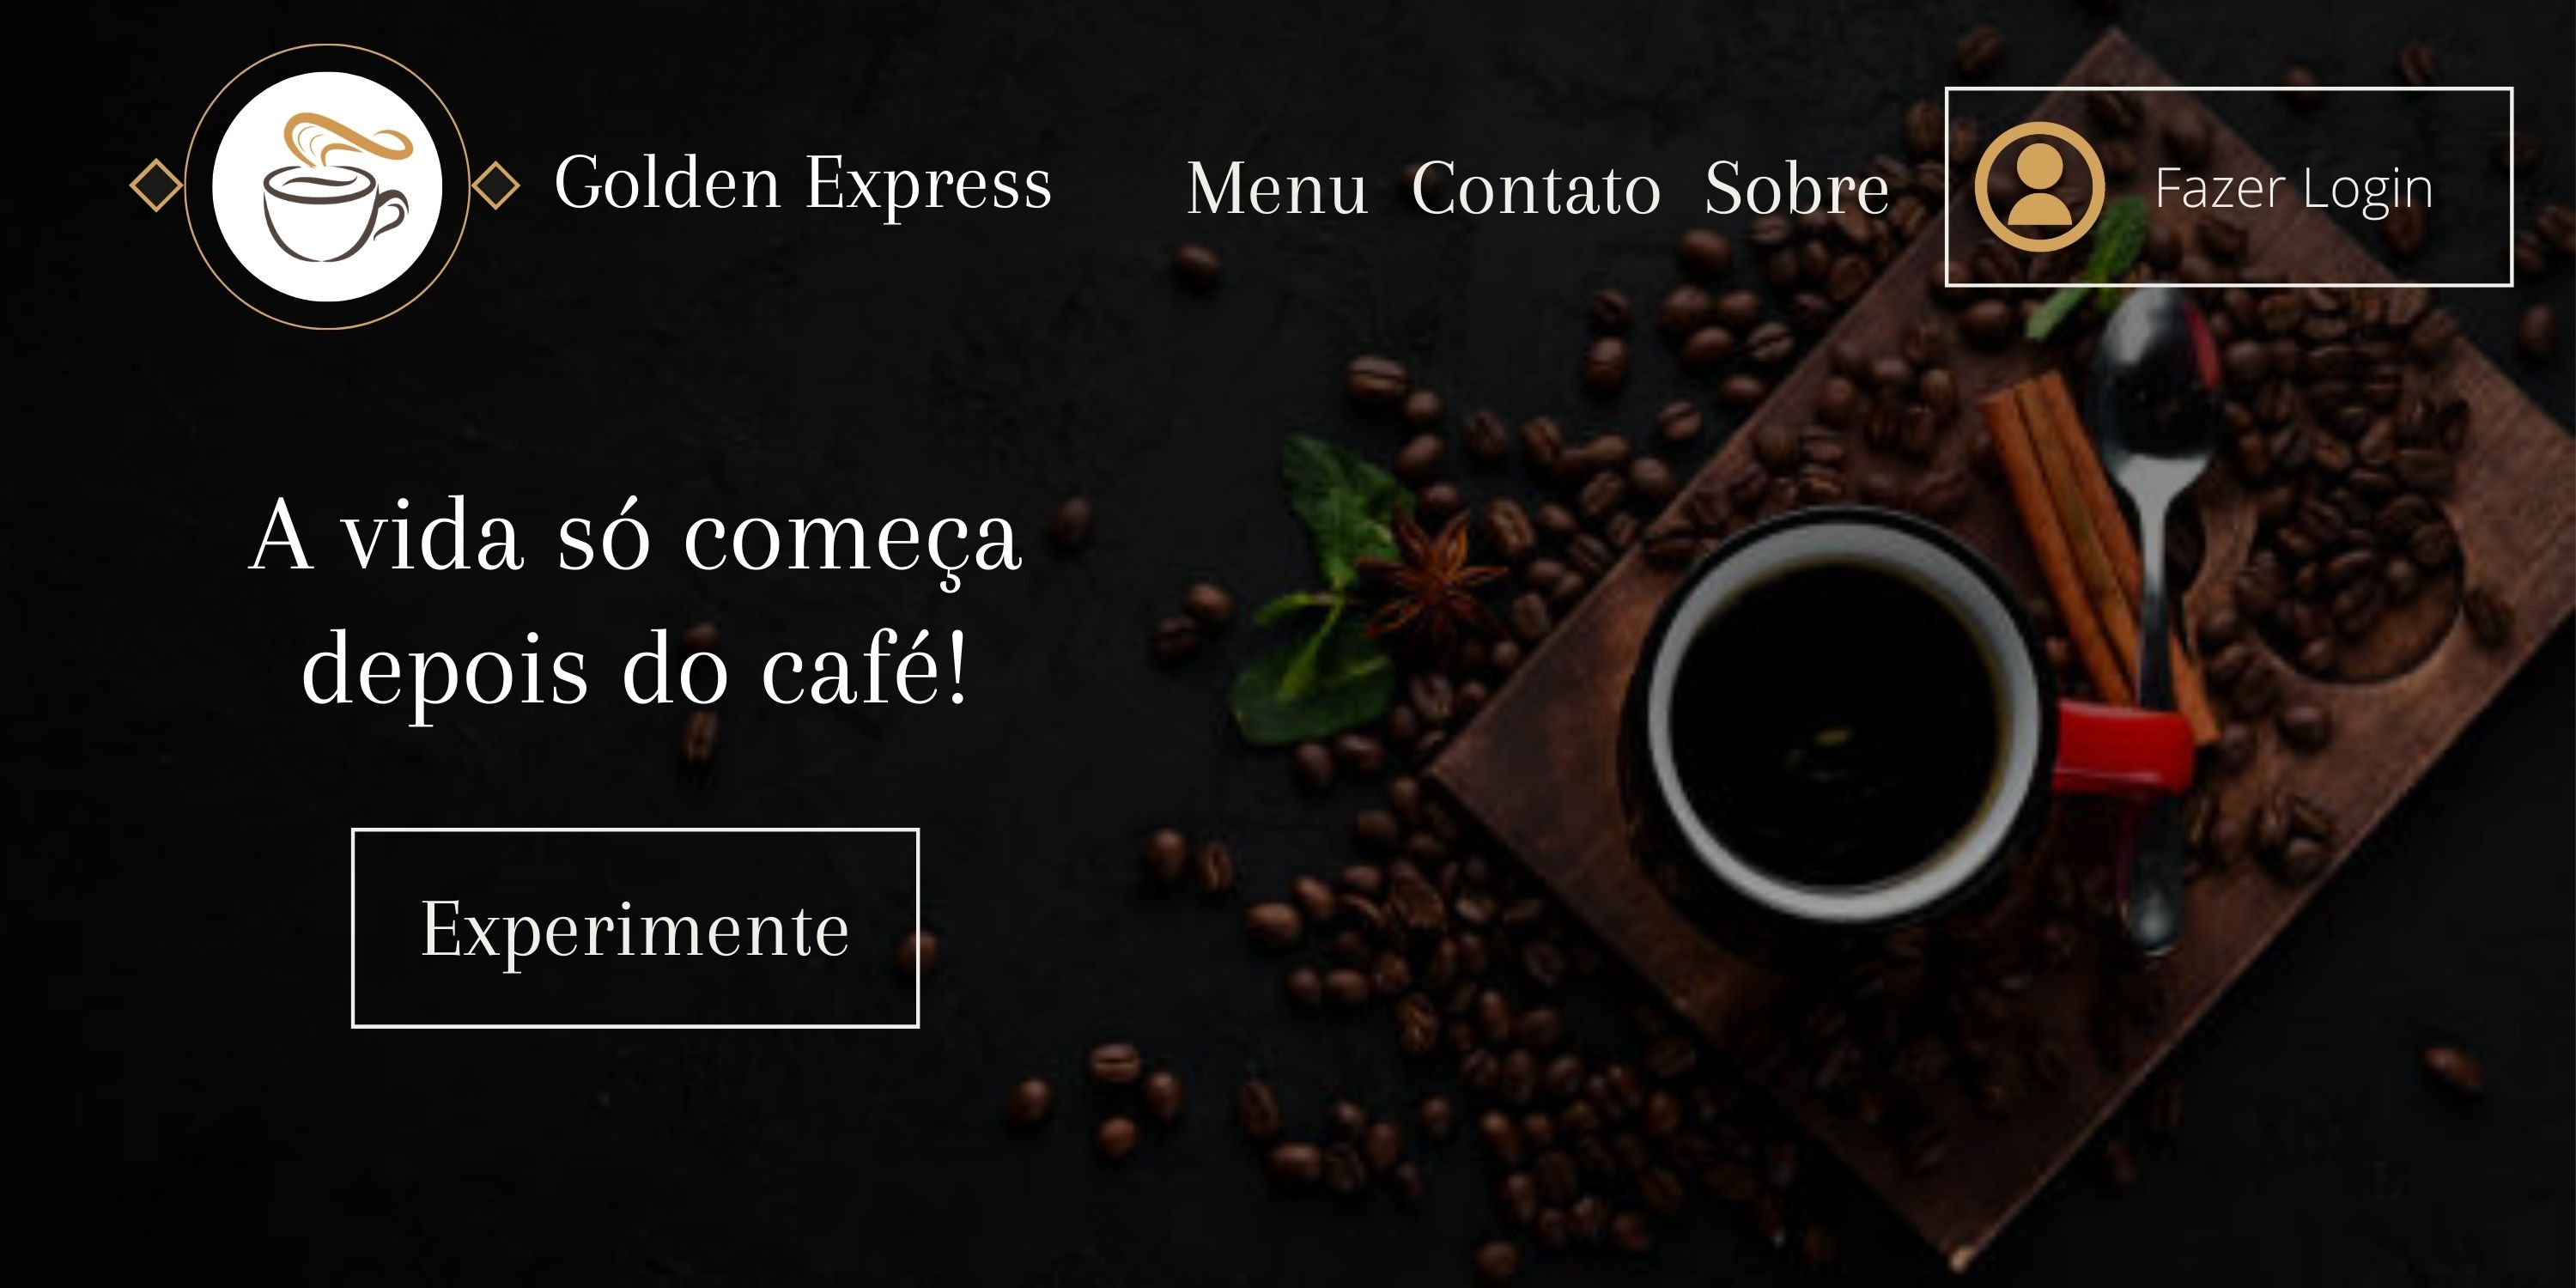 Golden Express
Menu Contato Sobre
Fazer Login
A vida só começa
depois do café!
Experimente